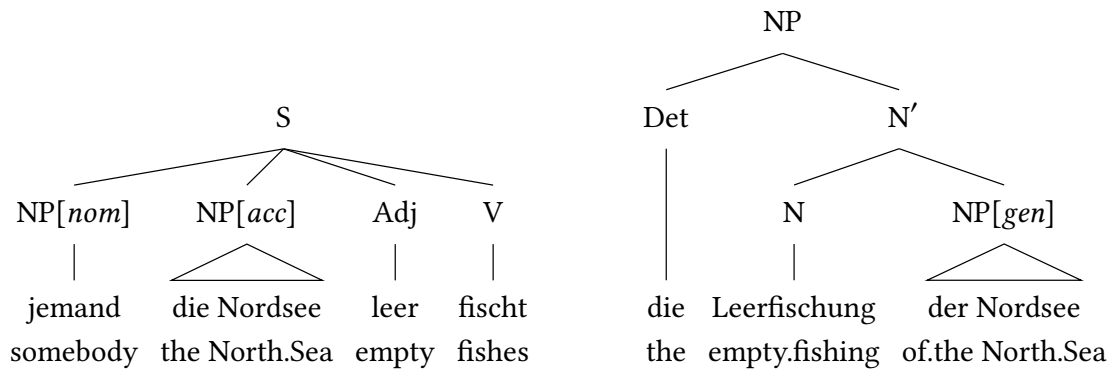 NP
S Det N′
NP[nom] NP[acc] Adj V N NP[gen]
jemand die Nordsee leer fischt die Leerfischung der Nordsee
somebody the North.Sea empty fishes the empty.fishing of.the North.Sea